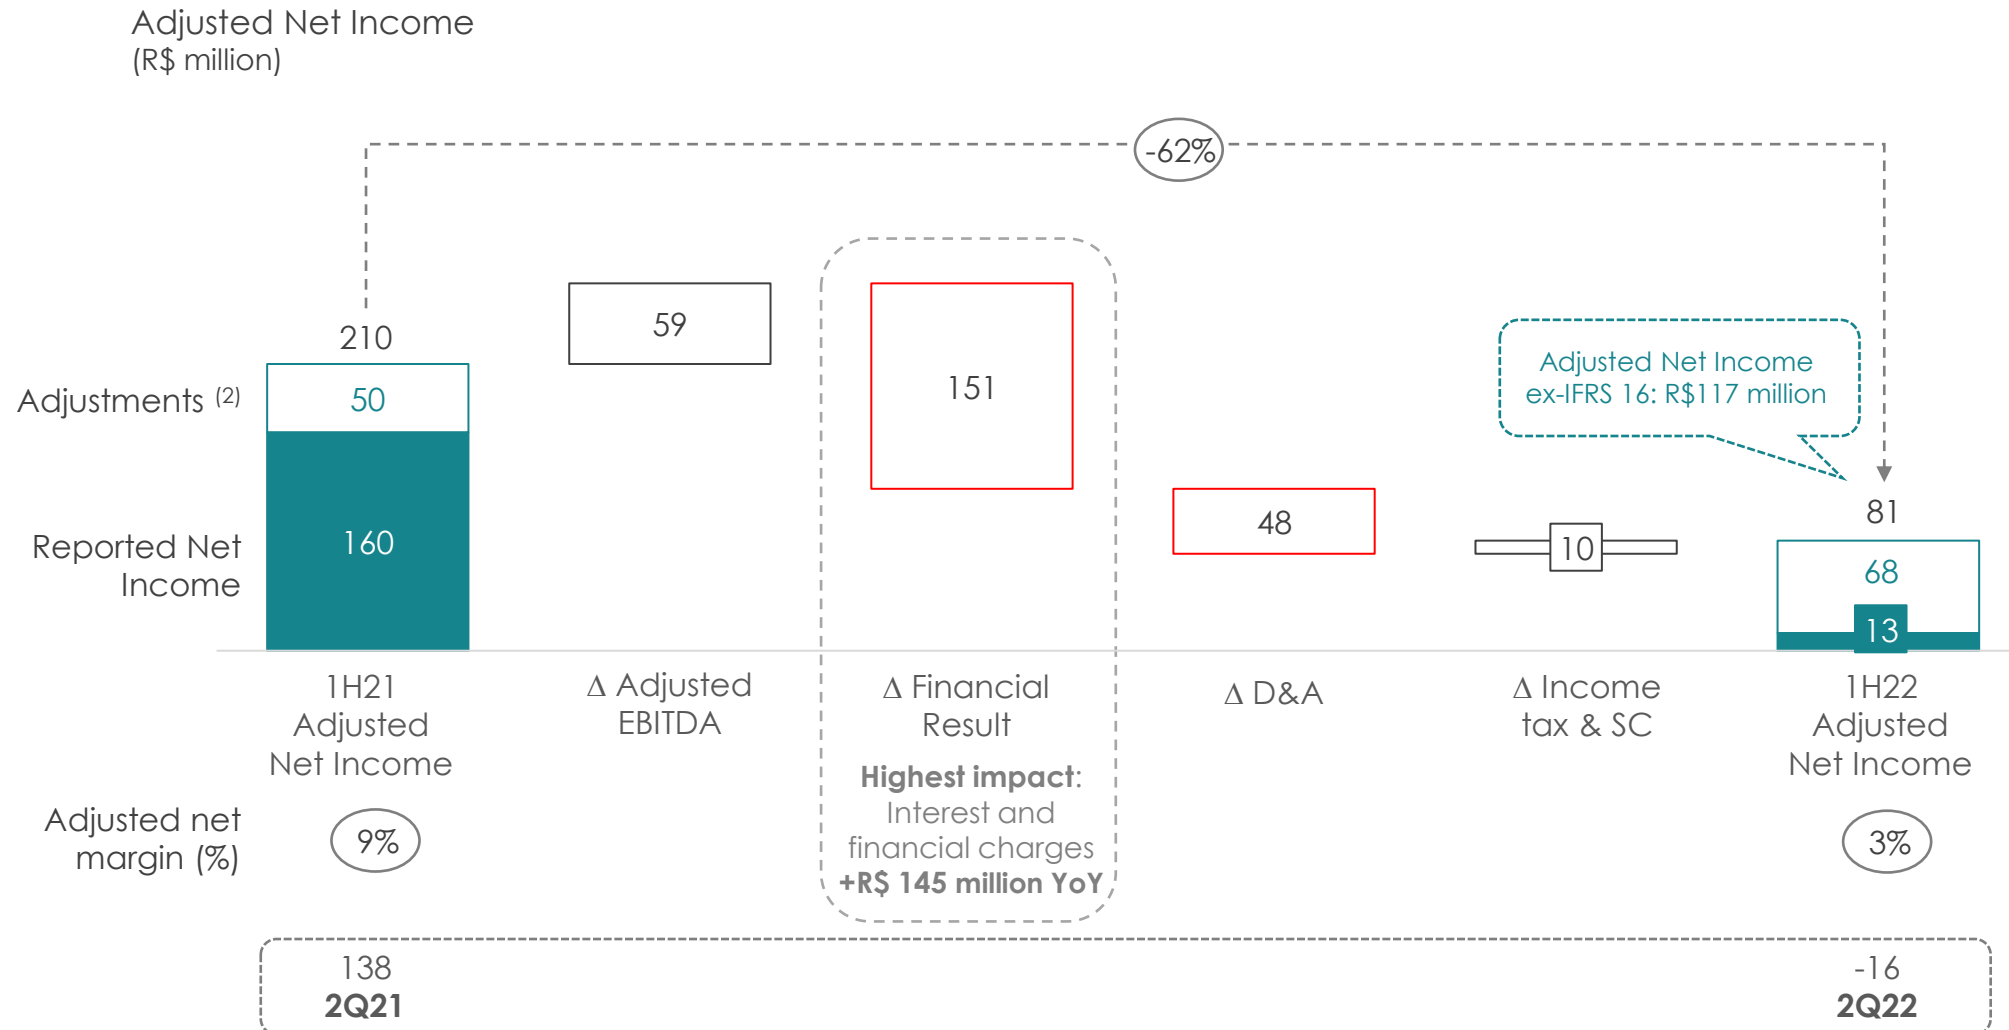 Adjusted Net Income
(R$ million)
-62%
210
59
151
48
10
81
Adjustments (2)
50
Adjusted Net Income
ex-IFRS 16: R$117 million
Reported Net
Income
160
68
13
1H21
Adjusted
Net Income
Δ Adjusted
EBITDA
Δ Financial
Result
Highest impact:
Interest and
financial charges
+R$ 145 million YoY
Δ D&A
Δ Income
tax & SC
1H22
Adjusted
Net Income
Adjusted net
margin (%)
9%
3%
138
2Q21
-16
2Q22